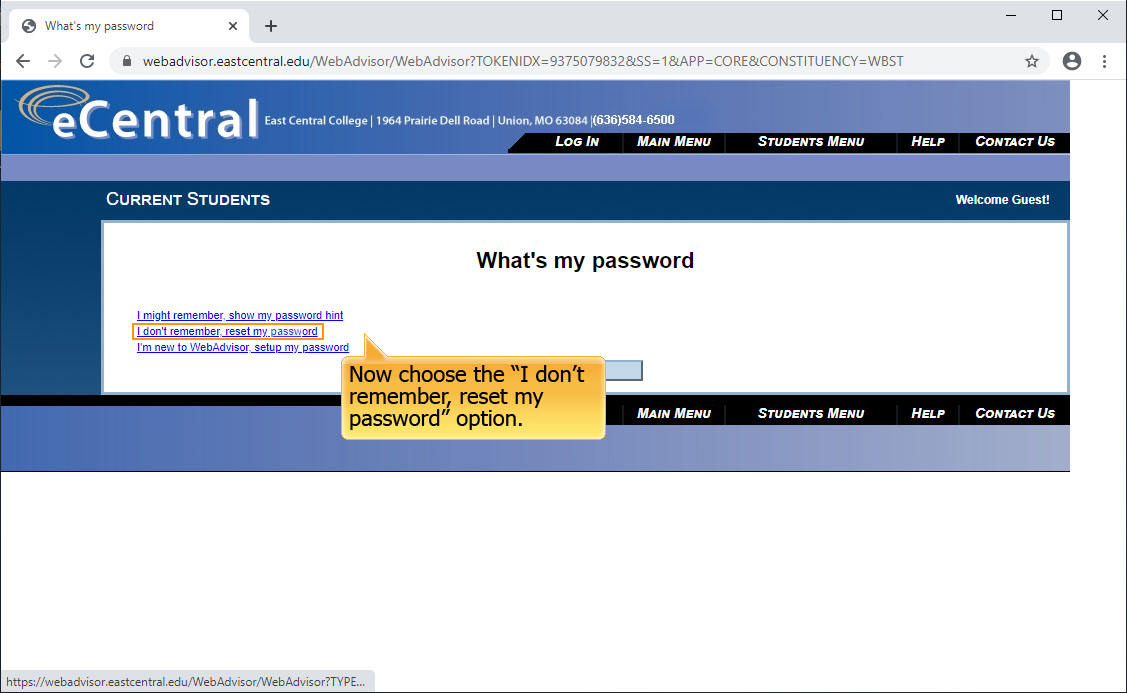 What's my password
webadvisor.eastcentral.edu/WebAdvisor/WebAdvisor?TOKENIDX=9375079832&SS=1&APP=CORE&CONSTITUENCY=WBST
eCentral
East Central College | 1964 Prairie Dell Road | Union, MO 63084 |(636)584-6500
LOG IN MAIN MENU STUDENTS MENU HELP CONTACT US
CURRENT STUDENTS Welcome Guest!
What's my password
I might remember, show my password hint
I don't remember, reset my password
I'm new to WebAdvisor, setup my password
Now choose the “I don’t
remember, reset my
password” option.
MAIN MENU STUDENTS MENU HELP CONTACT US
https://webadvisor.eastcentral.edu/WebAdvisor/WebAdvisor?TYPE...